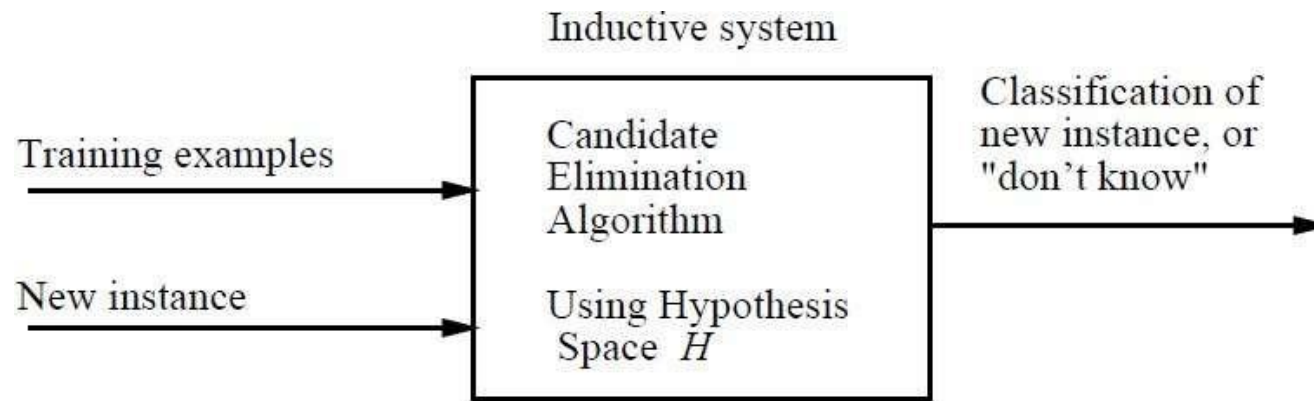 Inductive system
Training examples
New instance
Candidate
Elimination
Algorithm
Using Hypothesis
Space H
Classification of
new instance, or
"don't know"